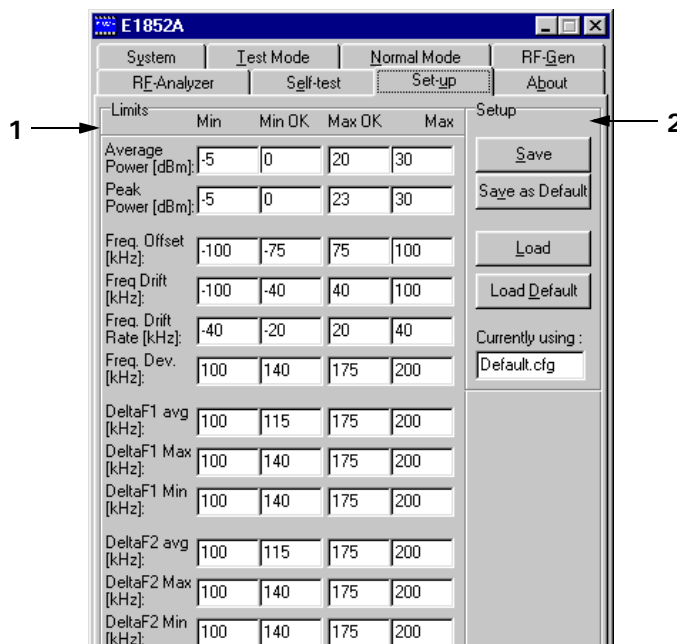 E1852A
System Test Mode Normal Mode RF-Gen
RF-Analyzer Self-test Set-up About
1
2
Limits
Min Min OK Max OK Max
Average
Power [dBm]: -5 0 20 30
Peak
Power [dBm]: -5 0 23 30
Freq. Offset
[kHz]: -100 -75 75 100
Freq Drift
[kHz]: -100 -40 40 100
Freq. Drift
Rate [kHz]: -40 -20 20 40
Freq. Dev.
[kHz]: 100 140 175 200
DeltaF1 avg
[kHz]: 100 115 175 200
DeltaF1 Max
[kHz]: 100 140 175 200
DeltaF1 Min
[kHz]: 100 140 175 200
DeltaF2 avg
[kHz]: 100 115 175 200
DeltaF2 Max
[kHz]: 100 140 175 200
DeltaF2 Min
[kHz]: 100 140 175 200
Setup
Save
Save as Default
Load
Load Default
Currently using :
Default.cfg